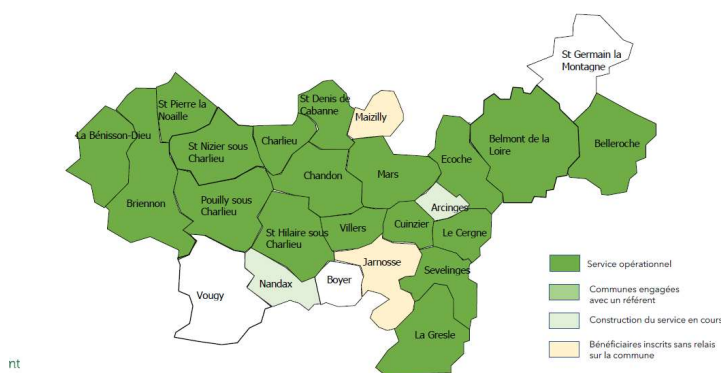 St Germain la
Montagne
St Pierre la
Noaille
St Denis de
Cabanne
Maizilly
La Bénisson-Dieu
St Nizier sous
Charlieu
Charlieu
Belmont de la
Loire
Belleroche
Ecoche
Chandon
Mars
Briennon
Pouilly sous
Charlieu
Arcinges
St Hilaire sous
Charlieu
Villers
Cuinzier
Le Cergne
Jarnosse
Sevelinges
Vougy
Nandax
Boyer
La Gresle
Service opérationnel
Communes engagées
avec un référent
Construction du service en cours
Bénéficiaires inscrits sans relais
sur la commune
nt